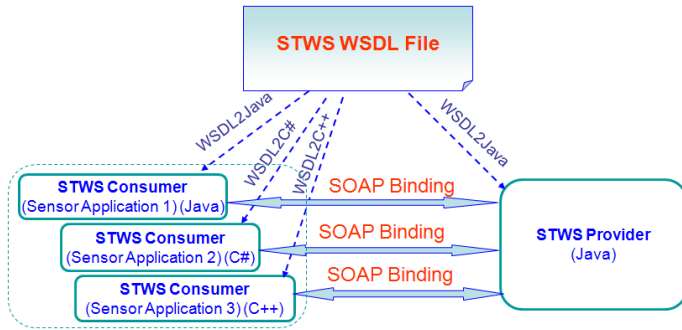 STWS WSDL File
WSDL2Java
WSDL2C#
WSDL2C++
WSDL2Java
STWS Consumer
(Sensor Application 1) (Java)
SOAP Binding
STWS Consumer
(Sensor Application 2) (C#)
SOAP Binding
STWS Provider
(Java)
STWS Consumer
(Sensor Application 3) (C++)
SOAP Binding